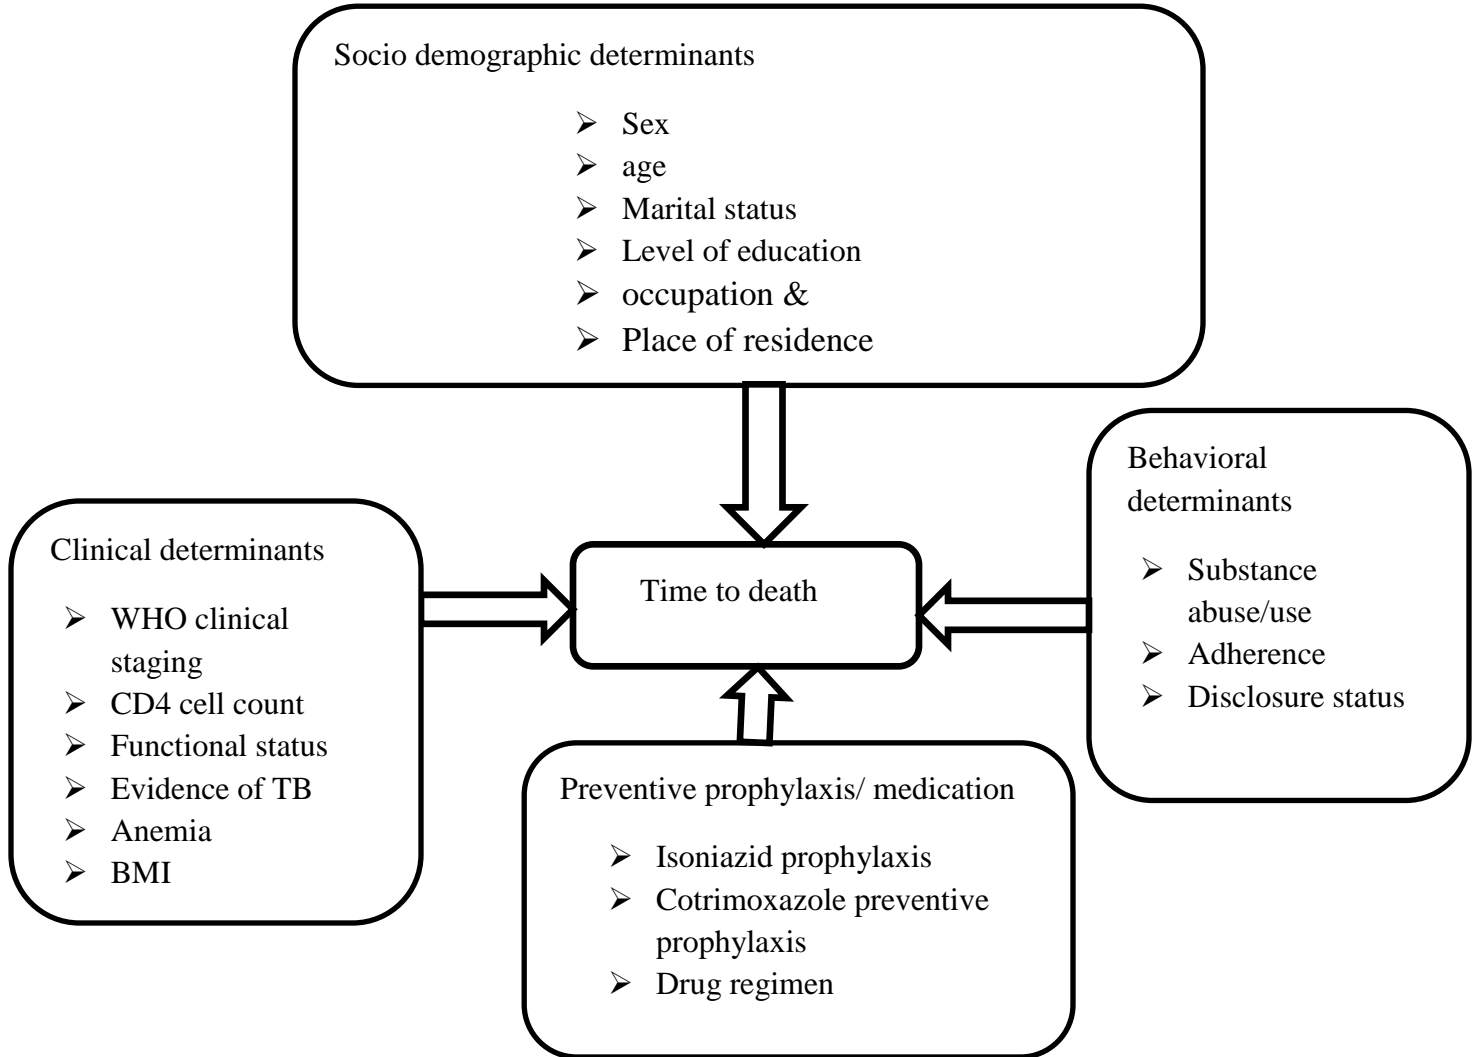 Socio demographic determinants
➢ Sex
➢ age
➢ Marital status
➢ Level of education
➢ occupation &
➢ Place of residence
Behavioral
determinants
➢ Substance
abuse/use
➢ Adherence
➢ Disclosure status
Clinical determinants
➢ WHO clinical
staging
➢ CD4 cell count
➢ Functional status
➢ Evidence of TB
➢ Anemia
➢ BMI
Time to death
Preventive prophylaxis/ medication
➢ Isoniazid prophylaxis
➢ Cotrimoxazole preventive
prophylaxis
➢ Drug regimen